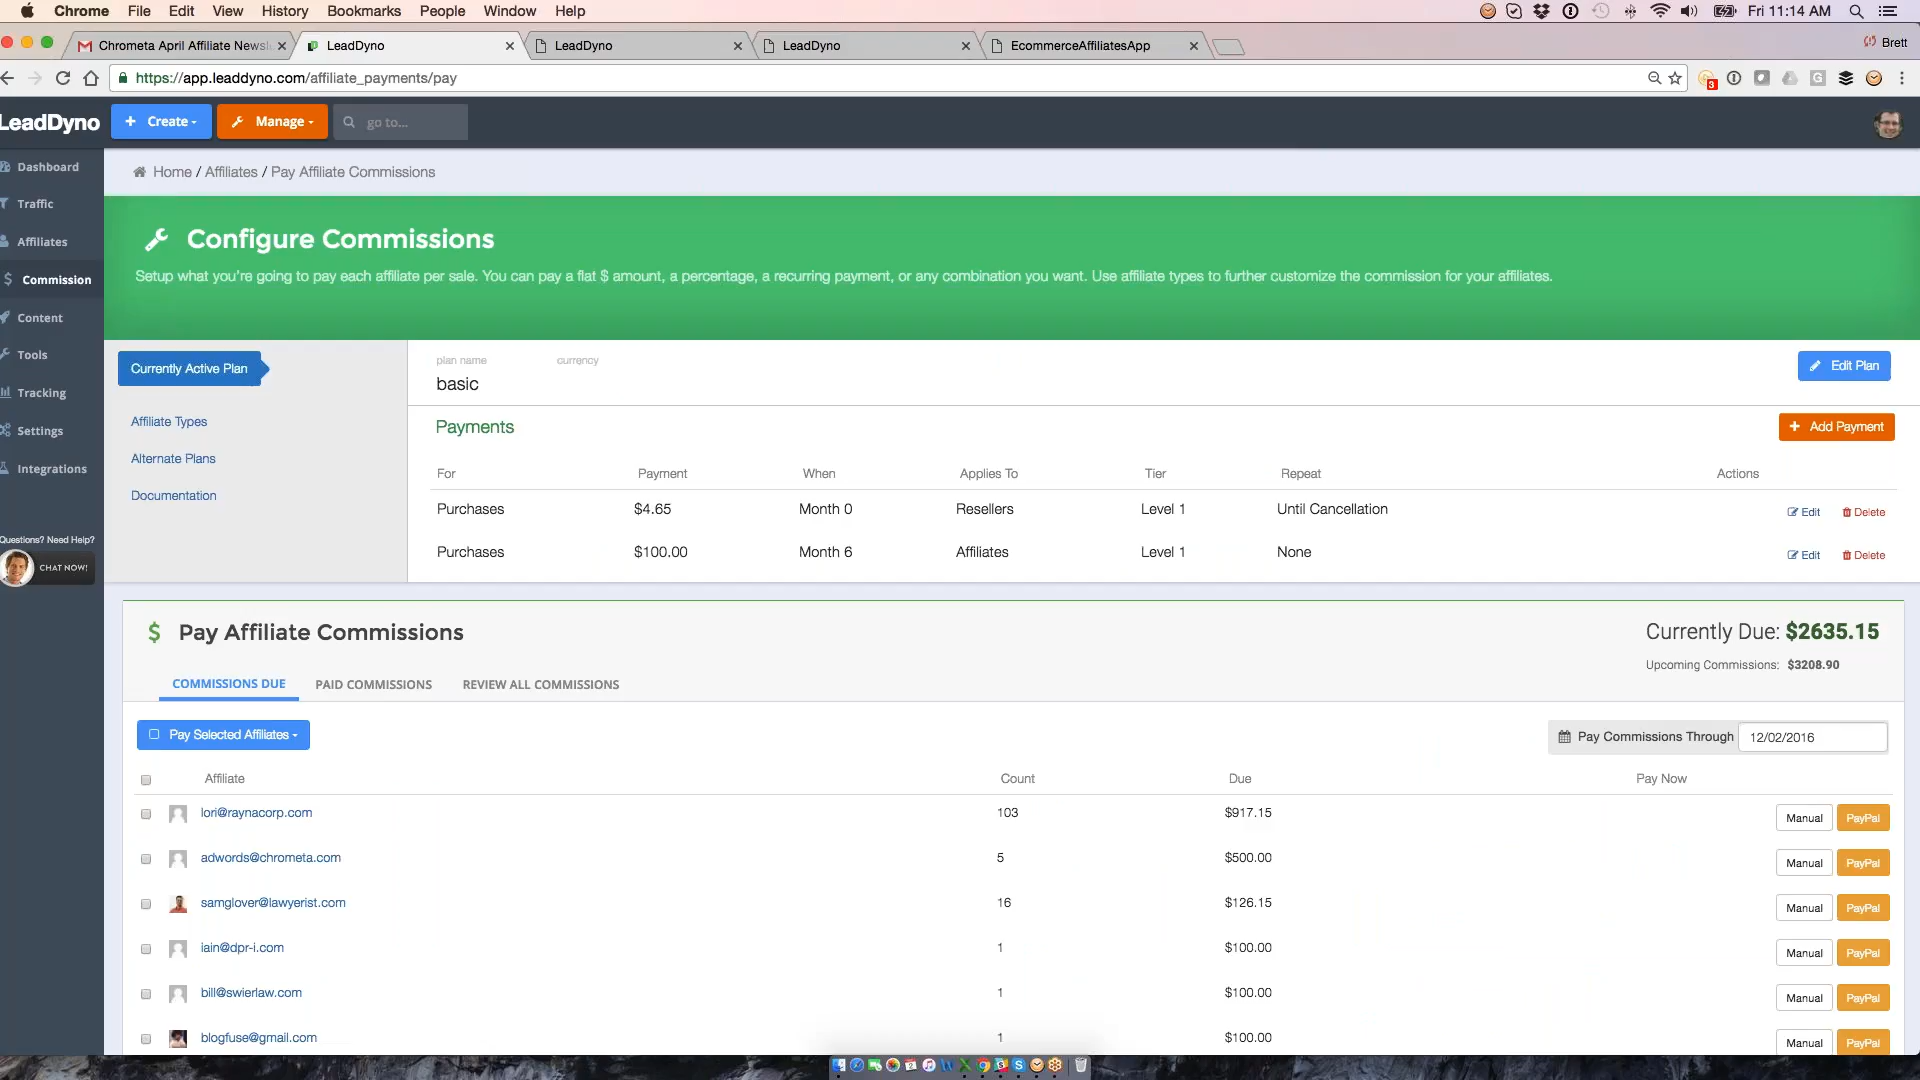 Chrome File Edit View History Bookmarks People Window Help Fri 11:14 AM
Chrometa April Affiliate Newsl LeadDyno LeadDyno LeadDyno EcommerceAffiliatesApp Brett
https://app.leaddyno.com/affiliate_payments/pay 3
LeadDyno + Create Manage go to...
Dashboard
Traffic
Affiliates
$ Commission
Content
Tools
Tracking
Settings
Integrations
Questions? Need Help?
CHAT NOW!
Home / Affiliates / Pay Affiliate Commissions
Configure Commissions
Setup what you're going to pay each affiliate per sale. You can pay a flat $ amount, a percentage, a recurring payment, or any combination you want. Use affiliate types to further customize the commission for your affiliates.
Currently Active Plan
Affiliate Types
Alternate Plans
Documentation
plan name currency
basic
Edit Plan
Payments
+ Add Payment
For Payment When Applies To Tier Repeat Actions
Purchases $4.65 Month 0 Resellers Level 1 Until Cancellation Edit Delete
Purchases $100.00 Month 6 Affiliates Level 1 None Edit Delete
$ Pay Affiliate Commissions
Currently Due: $2635.15
Upcoming Commissions: $3208.90
COMMISSIONS DUE PAID COMMISSIONS REVIEW ALL COMMISSIONS
Pay Selected Affiliates
Pay Commissions Through 12/02/2016
Affiliate Count Due Pay Now
lori@raynacorp.com 103 $917.15 Manual PayPal
adwords@chrometa.com 5 $500.00 Manual PayPal
samglover@lawyerist.com 16 $126.15 Manual PayPal
iain@dpr-i.com 1 $100.00 Manual PayPal
bill@swierlaw.com 1 $100.00 Manual PayPal
blogfuse@gmail.com 1 $100.00 Manual PayPal